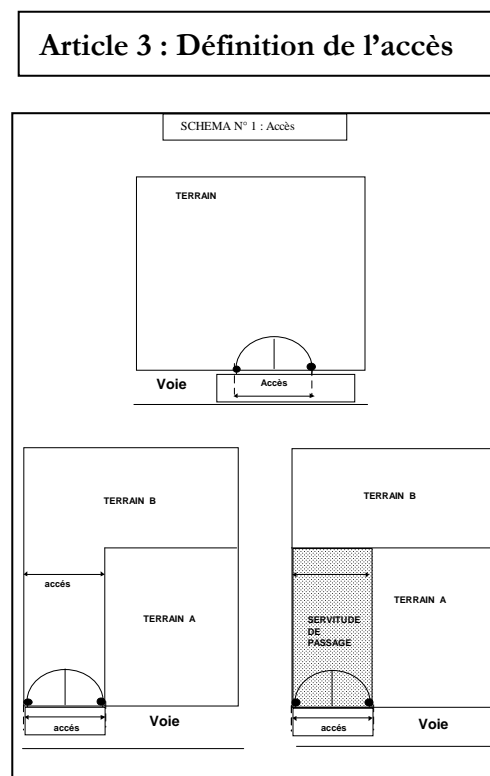 Article 3 : Définition de l'accès
SCHEMA N° 1 : Accès
TERRAIN
Voie
Accès
TERRAIN B
accés
TERRAIN A
Voie
accés
TERRAIN B
TERRAIN A
SERVITUDE
DE
PASSAGE
Voie
accés